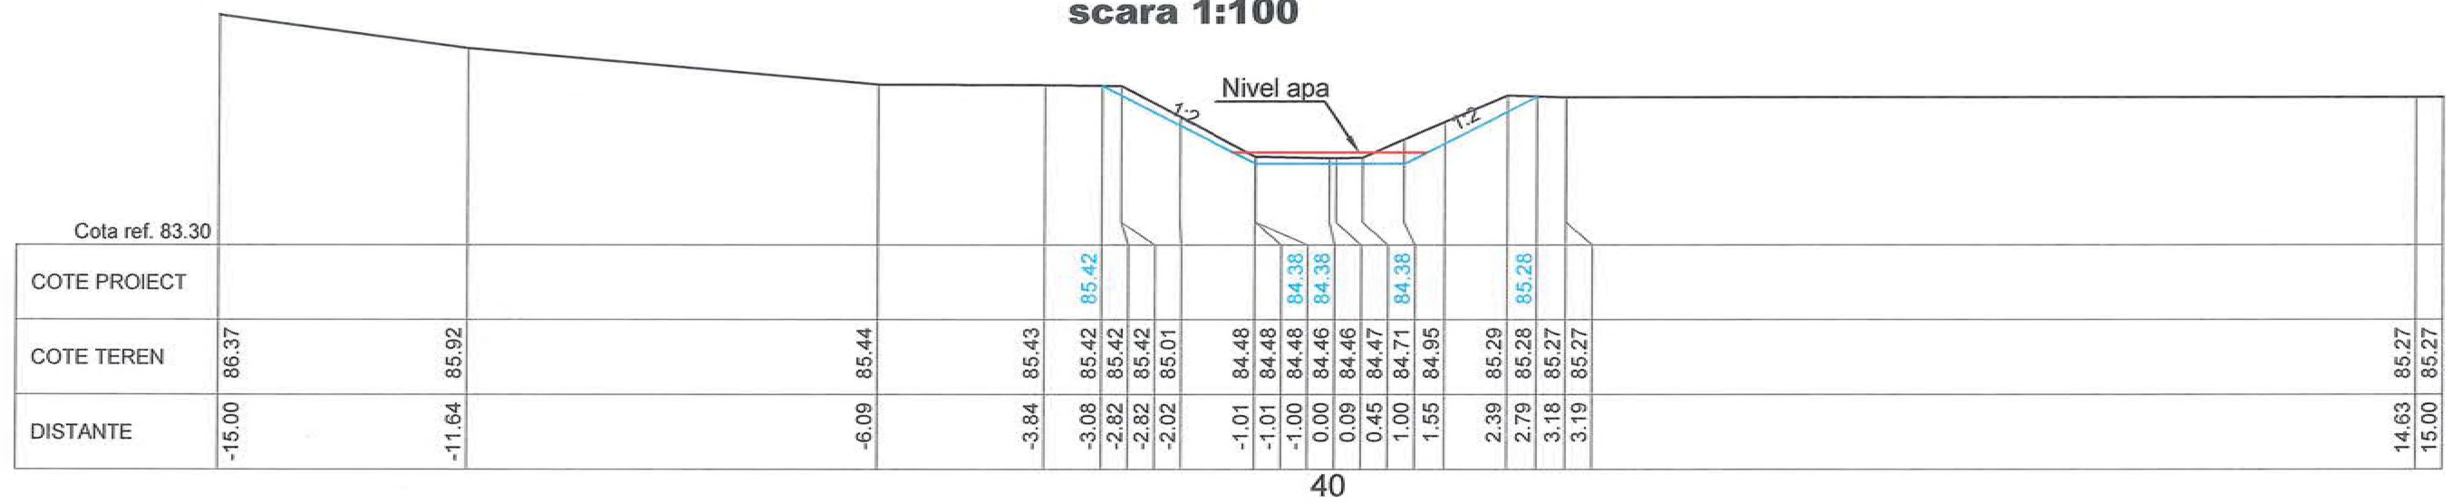 scara 1:100
Nivel apa
1:2
1:2
Cota ref. 83.30
COTE PROIECT
85.42 84.38 84.38 84.38 85.28
COTE TEREN
86.37 85.92 85.44 85.43 85.42 85.42 85.42 85.01 84.48 84.48 84.48 84.46 84.46 84.47 84.71 84.95 85.29 85.28 85.27 85.27 85.27 85.27
DISTANTE
-15.00 -11.64 -6.09 -3.84 -3.08 -2.82 -2.82 -2.02 -1.01 -1.01 -1.00 0.00 0.09 0.45 1.00 1.55 2.39 2.79 3.18 3.19 14.63 15.00
40